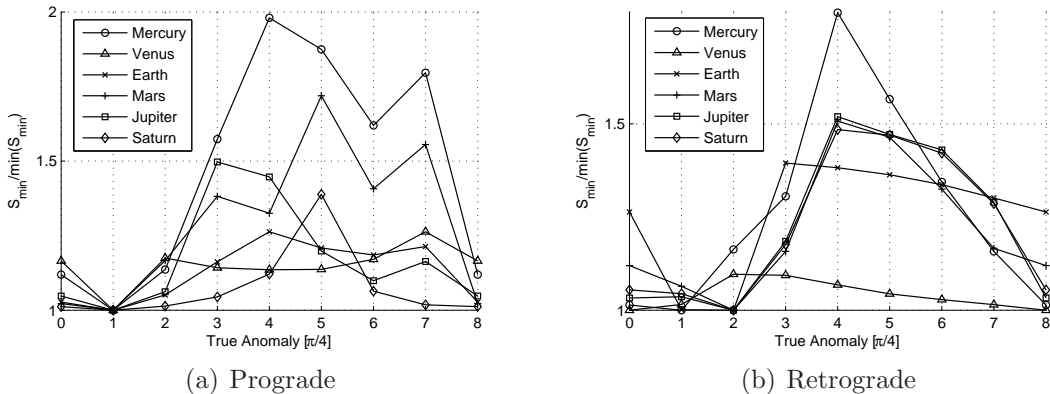 2
1.5
1
S_min/min(S_min)
Mercury
Venus
Earth
Mars
Jupiter
Saturn
0 1 2 3 4 5 6 7 8
True Anomaly [π/4]
(a) Prograde
1.5
1
S_min/min(S_min)
Mercury
Venus
Earth
Mars
Jupiter
Saturn
0 1 2 3 4 5 6 7 8
True Anomaly [π/4]
(b) Retrograde